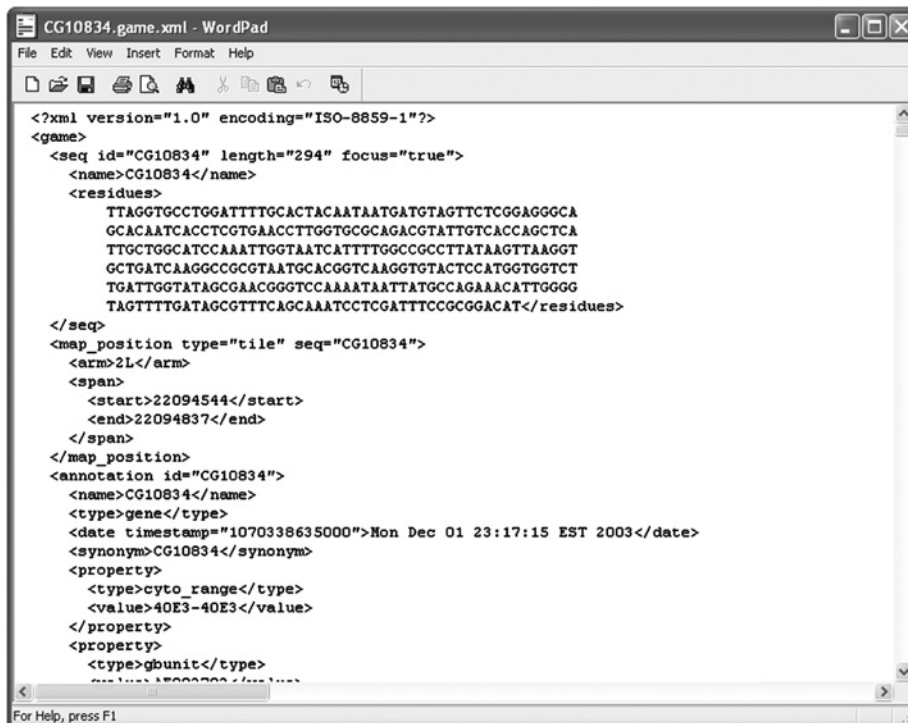 CG10834.game.xml - WordPad
File Edit View Insert Format Help
<?xml version="1.0" encoding="ISO-8859-1"?>
<game>
<seq id="CG10834" length="294" focus="true">
<name>CG10834</name>
<residues>
TTAGGTGCCTGGATTTTGCACTACAATAATGATGTAGTTCTCGGAGGGCA
GCACAATCACCTCGTGAACCTTGGTGCGCAGACGTATTGTCACCAGCTCA
TTGCTGGCATCCAAATTGGTAATCATTTTGGCCGCCTTATAAGTTAAGGT
GCTGATCAAGGCCGCGTAATGCACGGTCAAGGTGTACTCCATGGTGGTCT
TGATTGGTATAGCGAACGGGTCCAAAATAATTATGCCAGAAACATTGGGG
TAGTTTTGATAGCGTTTCAGCAAATCCTCGATTTCCGCGGACAT</residues>
</seq>
<map_position type="tile" seq="CG10834">
<arm>2L</arm>
<span>
<start>22094544</start>
<end>22094837</end>
</span>
</map_position>
<annotation id="CG10834">
<name>CG10834</name>
<type>gene</type>
<date timestamp="1070338635000">Mon Dec 01 23:17:15 EST 2003</date>
<synonym>CG10834</synonym>
<property>
<type>cyto_range</type>
<value>40E3-40E3</value>
</property>
<property>
<type>gbunit</type>
For Help, press F1